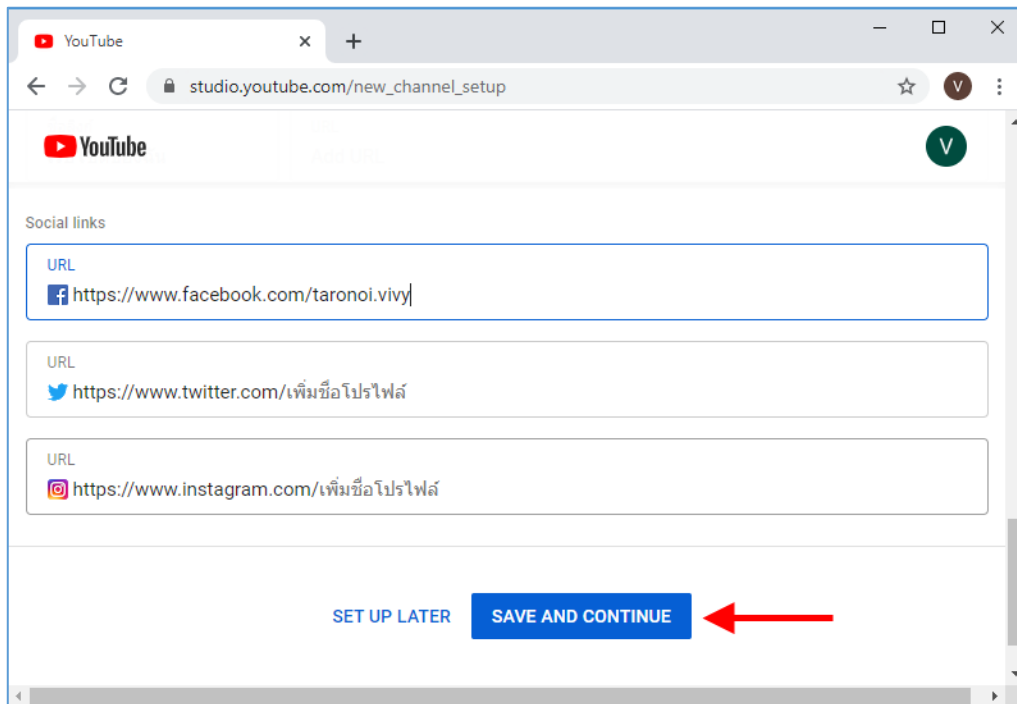 YouTube
studio.youtube.com/new_channel_setup
V
YouTube
V
Social links
URL
https://www.facebook.com/taronoi.vivy
URL
https://www.twitter.com/เพิ่มชื่อโปรไฟล์
URL
https://www.instagram.com/เพิ่มชื่อโปรไฟล์
SET UP LATER SAVE AND CONTINUE